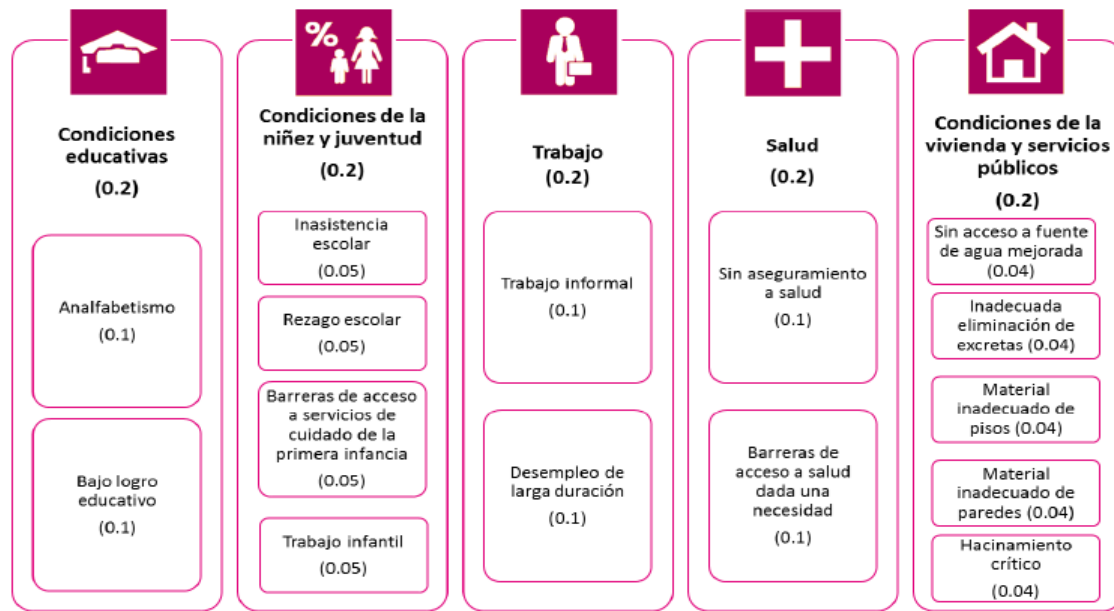 Condiciones
educativas
(0.2)
Analfabetismo
(0.1)
Bajo logro
educativo
(0.1)
%
Condiciones de la
niñez y juventud
(0.2)
Inasistencia
escolar
(0.05)
Rezago escolar
(0.05)
Barreras de acceso
a servicios de
cuidado de la
primera infancia
(0.05)
Trabajo infantil
(0.05)
Trabajo
(0.2)
Trabajo informal
(0.1)
Desempleo de
larga duración
(0.1)
Salud
(0.2)
Sin aseguramiento
a salud
(0.1)
Barreras de
acceso a salud
dada una
necesidad
(0.1)
Condiciones de la
vivienda y servicios
públicos
(0.2)
Sin acceso a fuente
de agua mejorada
(0.04)
Inadecuada
eliminación de
excretas (0.04)
Material
inadecuado de
pisos (0.04)
Material
inadecuado de
paredes (0.04)
Hacinamiento
crítico
(0.04)